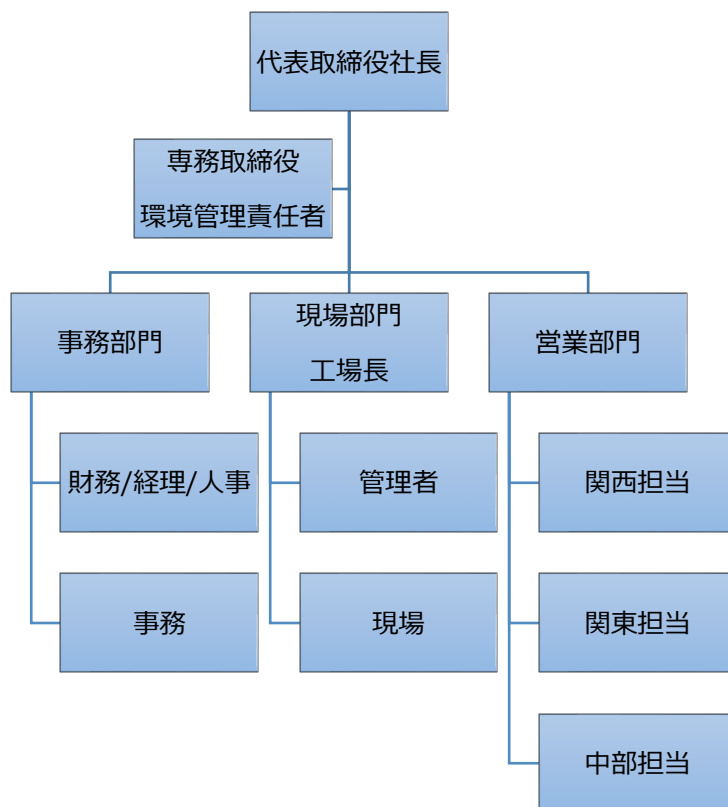 代表取締役社長
専務取締役
環境管理責任者
事務部門
現場部門
工場長
営業部門
財務/経理/人事
管理者
関西担当
事務
現場
関東担当
中部担当